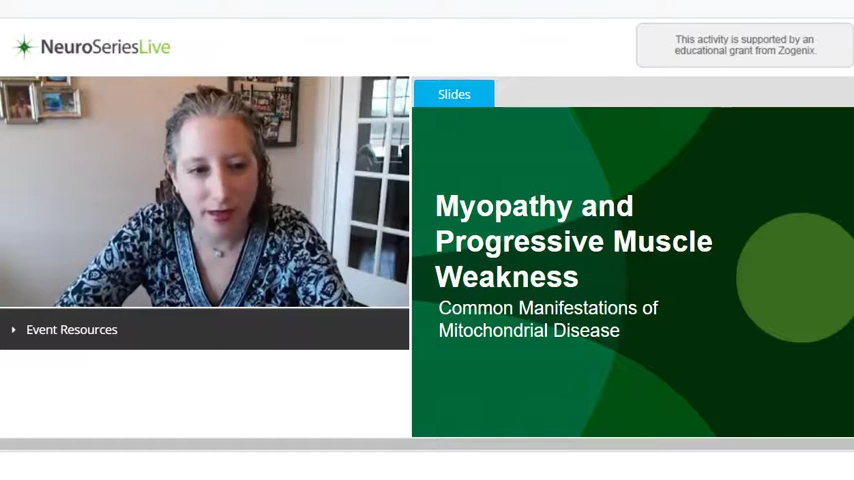 NeuroSeriesLive
This activity is supported by an
educational grant from Zogenix.
Slides
Myopathy and
Progressive Muscle
Weakness
Common Manifestations of
Mitochondrial Disease
Event Resources